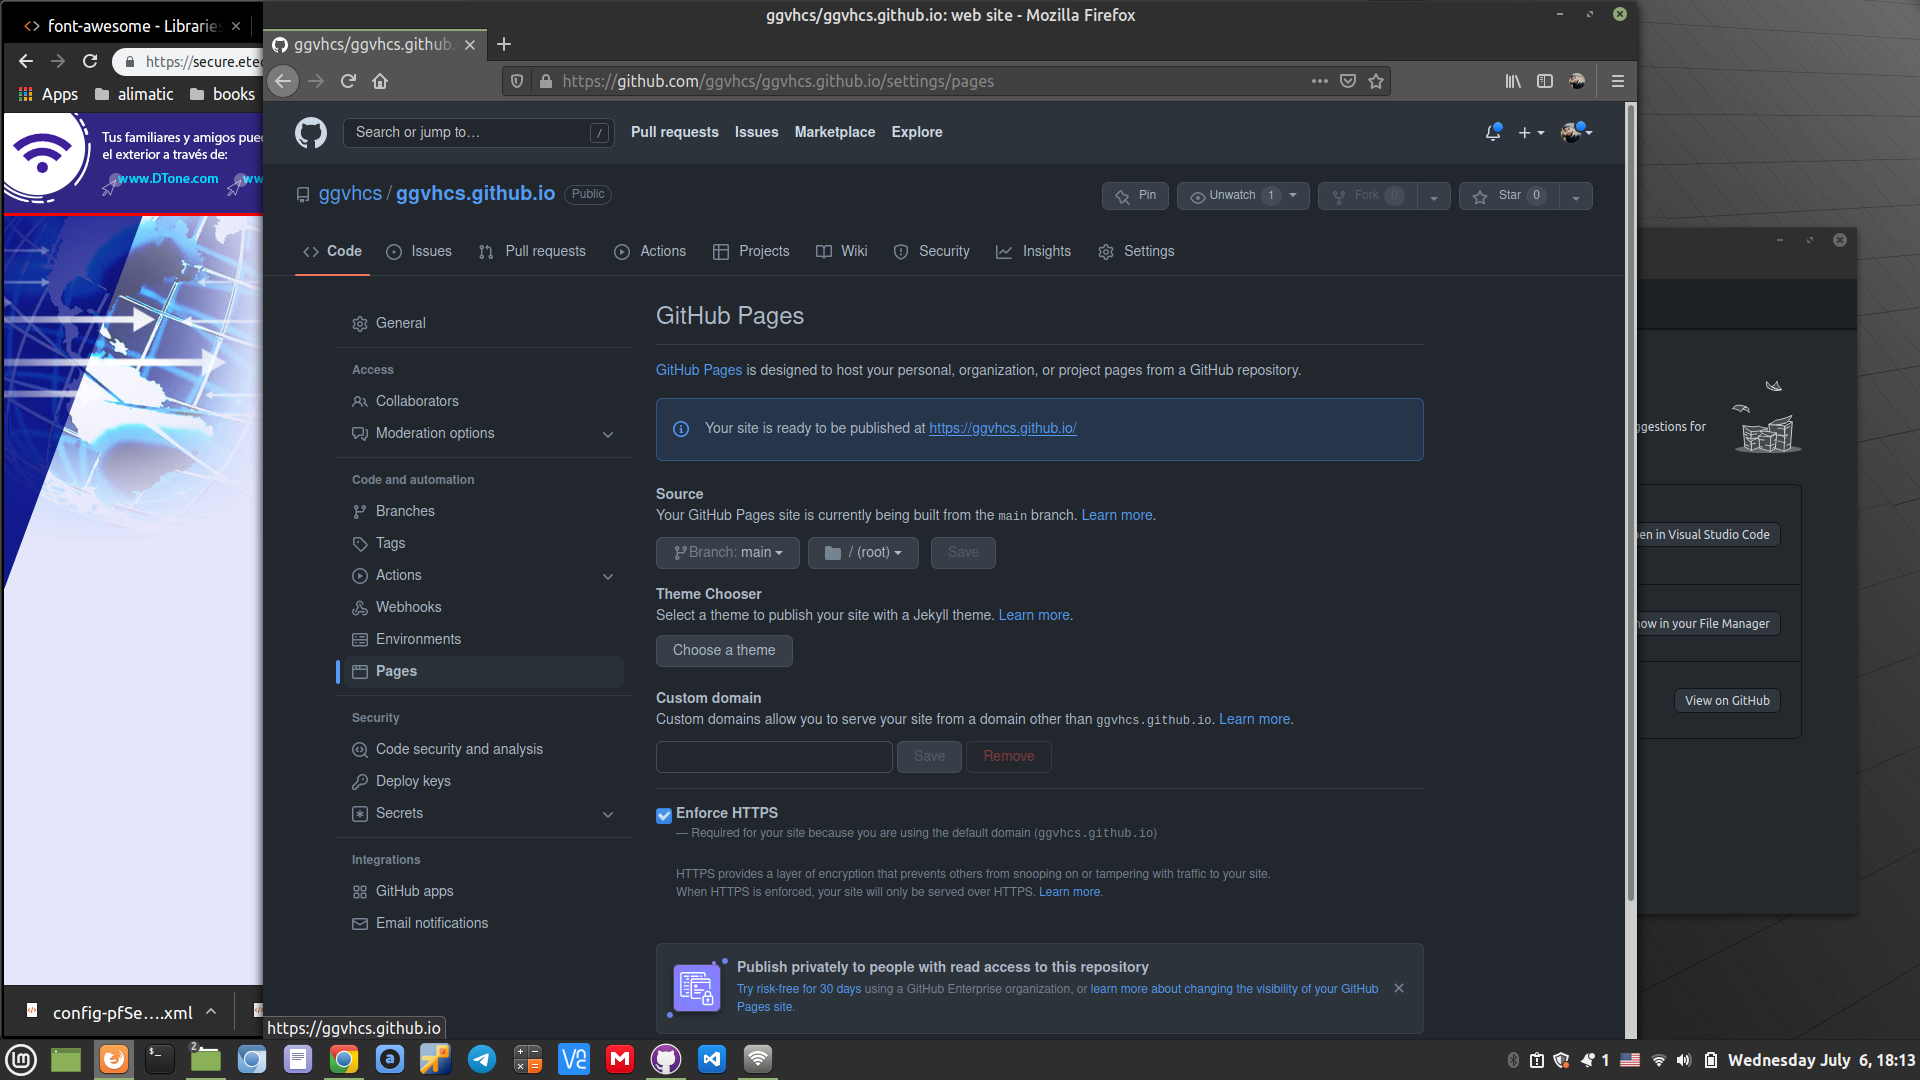 font-awesome - Libraries
https://secure.etec
Apps
alimatic
books
Tus familiares y amigos pue
el exterior a través de:
www.DTone.com
ww
config-pfSe....xml
ggvhcs/ggvhcs.github.io: web site - Mozilla Firefox
ggvhcs/ggvhcs.github.
https://github.com/ggvhcs/ggvhcs.github.io/settings/pages
Search or jump to…
/
Pull requests
Issues
Marketplace
Explore
ggvhcs / ggvhcs.github.io
Public
Pin
Unwatch 1
Fork 0
Star 0
Code
Issues
Pull requests
Actions
Projects
Wiki
Security
Insights
Settings
General
Access
Collaborators
Moderation options
Code and automation
Branches
Tags
Actions
Webhooks
Environments
Pages
Security
Code security and analysis
Deploy keys
Secrets
Integrations
GitHub apps
Email notifications
GitHub Pages
GitHub Pages is designed to host your personal, organization, or project pages from a GitHub repository.
Your site is ready to be published at https://ggvhcs.github.io/
Source
Your GitHub Pages site is currently being built from the main branch. Learn more.
Branch: main
/ (root)
Save
Theme Chooser
Select a theme to publish your site with a Jekyll theme. Learn more.
Choose a theme
Custom domain
Custom domains allow you to serve your site from a domain other than ggvhcs.github.io. Learn more.
Save
Remove
Enforce HTTPS
— Required for your site because you are using the default domain (ggvhcs.github.io)
HTTPS provides a layer of encryption that prevents others from snooping on or tampering with traffic to your site.
When HTTPS is enforced, your site will only be served over HTTPS. Learn more.
Publish privately to people with read access to this repository
Try risk-free for 30 days using a GitHub Enterprise organization, or learn more about changing the visibility of your GitHub
Pages site.
https://ggvhcs.github.io
ggestions for
en in Visual Studio Code
ow in your File Manager
View on GitHub
2
1
Wednesday July 6, 18:13